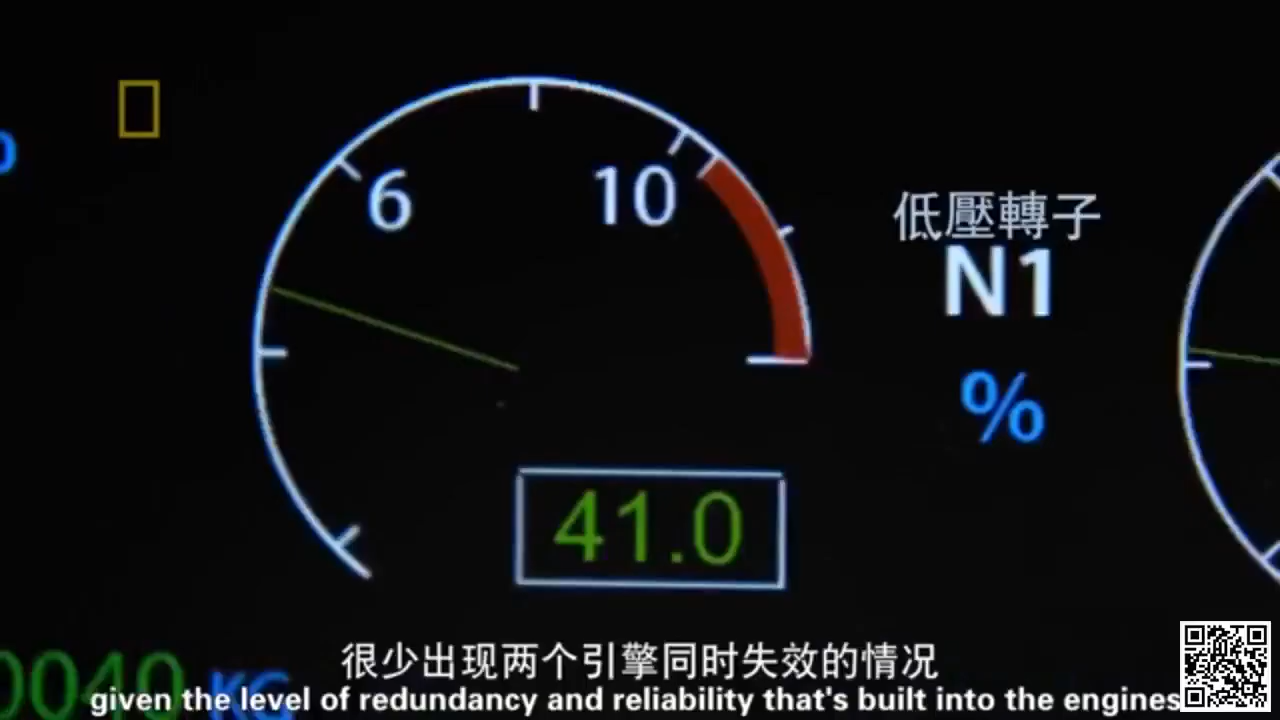 6
10
低壓轉子
N1
%
41.0
0040 KG
很少出现两个引擎同时失效的情况
given the level of redundancy and reliability that's built into the engines